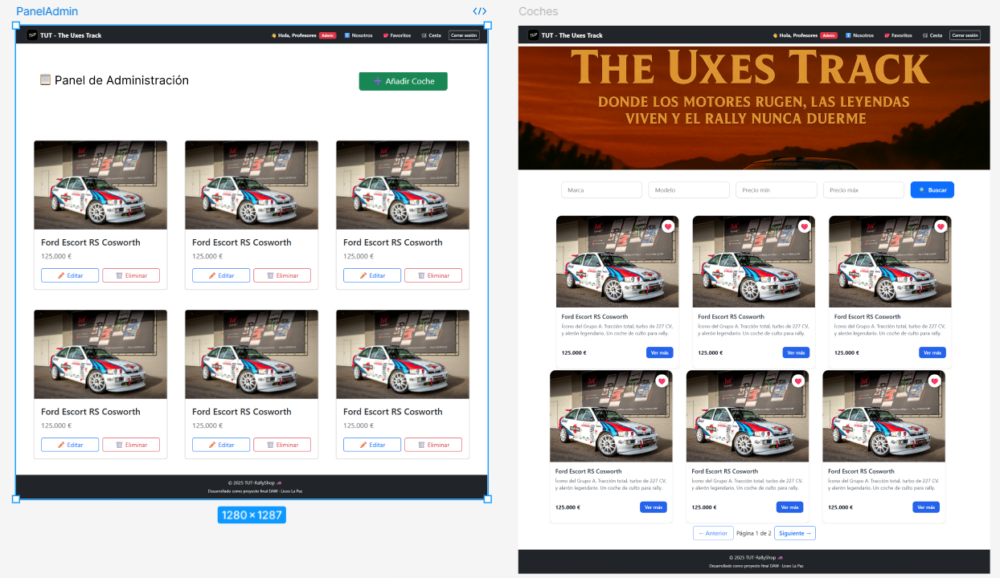 PanelAdmin
</>
TUT - The Uxes Track
👋 Hola, Profesores Admin
ℹ️ Nosotros
Favoritos
Cesta
Cerrar sesión
📋 Panel de Administración
➕ Añadir Coche
Ford Escort RS Cosworth
125.000 €
Editar
Eliminar
Ford Escort RS Cosworth
125.000 €
Editar
Eliminar
Ford Escort RS Cosworth
125.000 €
Editar
Eliminar
Ford Escort RS Cosworth
125.000 €
Editar
Eliminar
Ford Escort RS Cosworth
125.000 €
Editar
Eliminar
Ford Escort RS Cosworth
125.000 €
Editar
Eliminar
© 2025 TUT-RallyShop
Desarrollado como proyecto final DAW · Liceo La Paz
1280 × 1287
Coches
TUT - The Uxes Track
👋 Hola, Profesores Admin
ℹ️ Nosotros
Favoritos
Cesta
Cerrar sesión
THE UXES TRACK
DONDE LOS MOTORES RUGEN, LAS LEYENDAS
VIVEN Y EL RALLY NUNCA DUERME
Marca
Modelo
Precio mín
Precio máx
Buscar
Ford Escort RS Cosworth
Ícono del Grupo A. Tracción total, turbo de 227 CV,
y alerón legendario. Un coche de culto para rally.
125.000 €
Ver más
Ford Escort RS Cosworth
Ícono del Grupo A. Tracción total, turbo de 227 CV,
y alerón legendario. Un coche de culto para rally.
125.000 €
Ver más
Ford Escort RS Cosworth
Ícono del Grupo A. Tracción total, turbo de 227 CV,
y alerón legendario. Un coche de culto para rally.
125.000 €
Ver más
Ford Escort RS Cosworth
Ícono del Grupo A. Tracción total, turbo de 227 CV,
y alerón legendario. Un coche de culto para rally.
125.000 €
Ver más
Ford Escort RS Cosworth
Ícono del Grupo A. Tracción total, turbo de 227 CV,
y alerón legendario. Un coche de culto para rally.
125.000 €
Ver más
Ford Escort RS Cosworth
Ícono del Grupo A. Tracción total, turbo de 227 CV,
y alerón legendario. Un coche de culto para rally.
125.000 €
Ver más
← Anterior
Página 1 de 2
Siguiente →
© 2025 TUT-RallyShop
Desarrollado como proyecto final DAW · Liceo La Paz